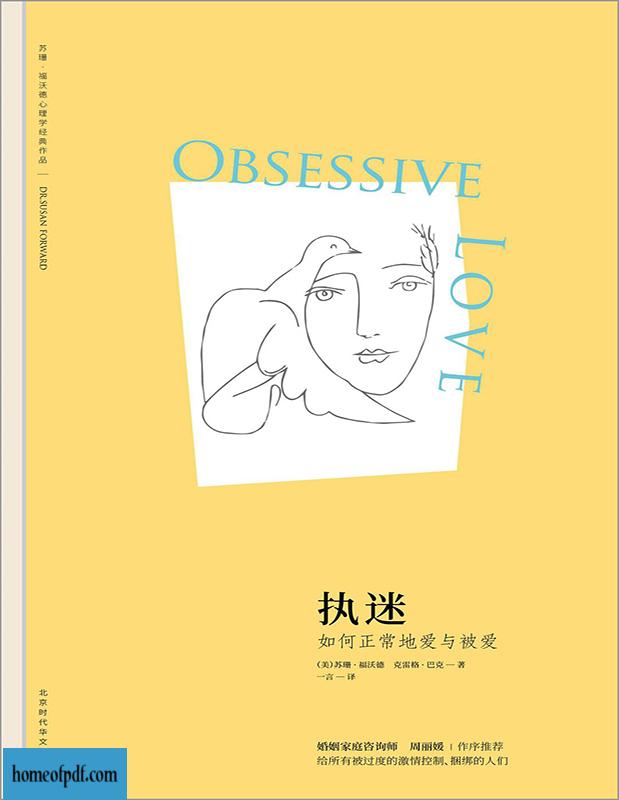 苏珊·福沃德心理学经典作品 | DR.SUSAN FORWARD
OBSESSIVE
LOVE
执迷
如何正常地爱与被爱
(美)苏珊·福沃德 克雷格·巴克—著
一言—译
婚姻家庭咨询师 周丽媛 | 作序推荐
给所有被过度的激情控制、捆绑的人们
北京时代华文
homeofpdf.com